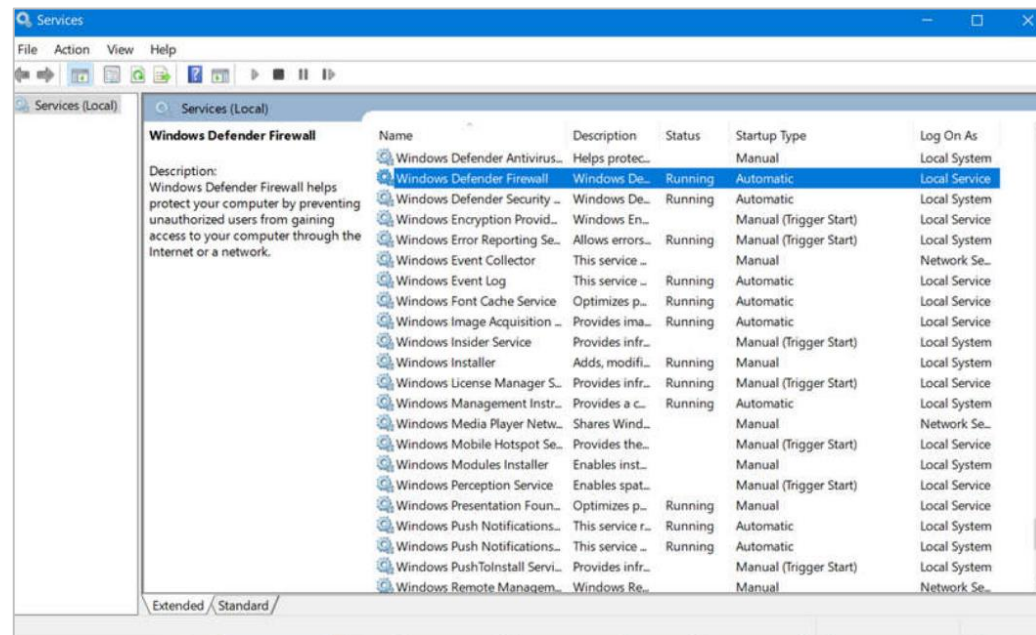 Services
File Action View Help
Services (Local)
Services (Local)
Windows Defender Firewall
Description:
Windows Defender Firewall helps
protect your computer by preventing
unauthorized users from gaining
access to your computer through the
Internet or a network.
Name Description Status Startup Type Log On As
Windows Defender Antivirus... Helps protec... Manual Local System
Windows Defender Firewall Windows De... Running Automatic Local Service
Windows Defender Security ... Windows De... Running Automatic Local System
Windows Encryption Provid... Windows En... Manual (Trigger Start) Local Service
Windows Error Reporting Se... Allows errors... Running Manual (Trigger Start) Local System
Windows Event Collector This service ... Manual Network Se...
Windows Event Log This service ... Running Automatic Local Service
Windows Font Cache Service Optimizes p... Running Automatic Local Service
Windows Image Acquisition ... Provides ima... Running Automatic Local Service
Windows Insider Service Provides infr... Manual (Trigger Start) Local System
Windows Installer Adds, modifi... Running Manual Local System
Windows License Manager S... Provides infr... Running Manual (Trigger Start) Local Service
Windows Management Instr... Provides a c... Running Automatic Local System
Windows Media Player Netw... Shares Wind... Manual Network Se...
Windows Mobile Hotspot Se... Provides the... Manual (Trigger Start) Local Service
Windows Modules Installer Enables inst... Manual Local System
Windows Perception Service Enables spat... Manual (Trigger Start) Local Service
Windows Presentation Foun... Optimizes p... Running Manual Local Service
Windows Push Notifications... This service r... Running Automatic Local System
Windows Push Notifications... This service ... Running Automatic Local System
Windows PushToInstall Servi... Provides infr... Manual (Trigger Start) Local System
Windows Remote Managem... Windows Re... Manual Network Se...
Extended Standard